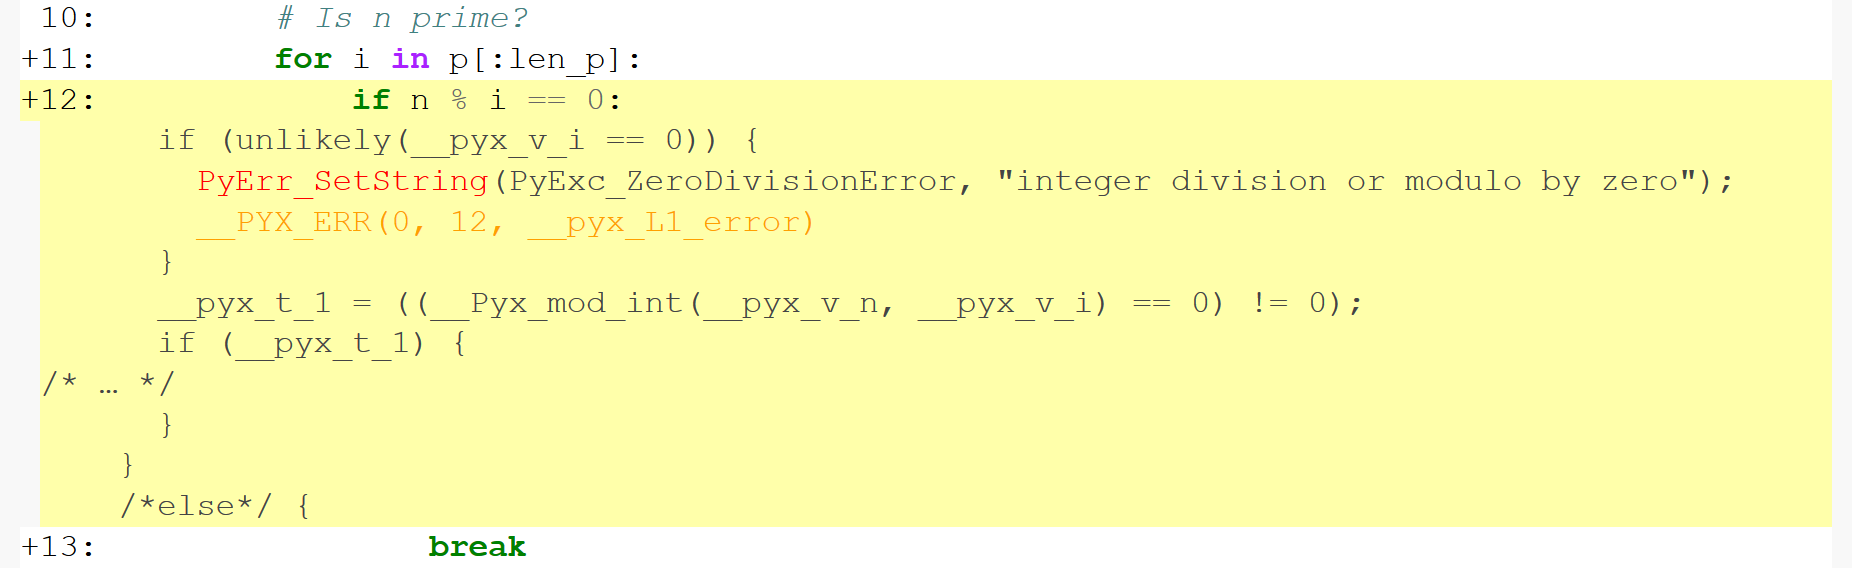 10:         # Is n prime?
+11:         for i in p[:len_p]:
+12:             if n % i == 0:
      if (unlikely(__pyx_v_i == 0)) {
        PyErr_SetString(PyExc_ZeroDivisionError, "integer division or modulo by zero");
        __PYX_ERR(0, 12, __pyx_L1_error)
      }
      __pyx_t_1 = ((__Pyx_mod_int(__pyx_v_n, __pyx_v_i) == 0) != 0);
      if (__pyx_t_1) {
/* … */
      }
    }
    /*else*/ {
+13:                 break